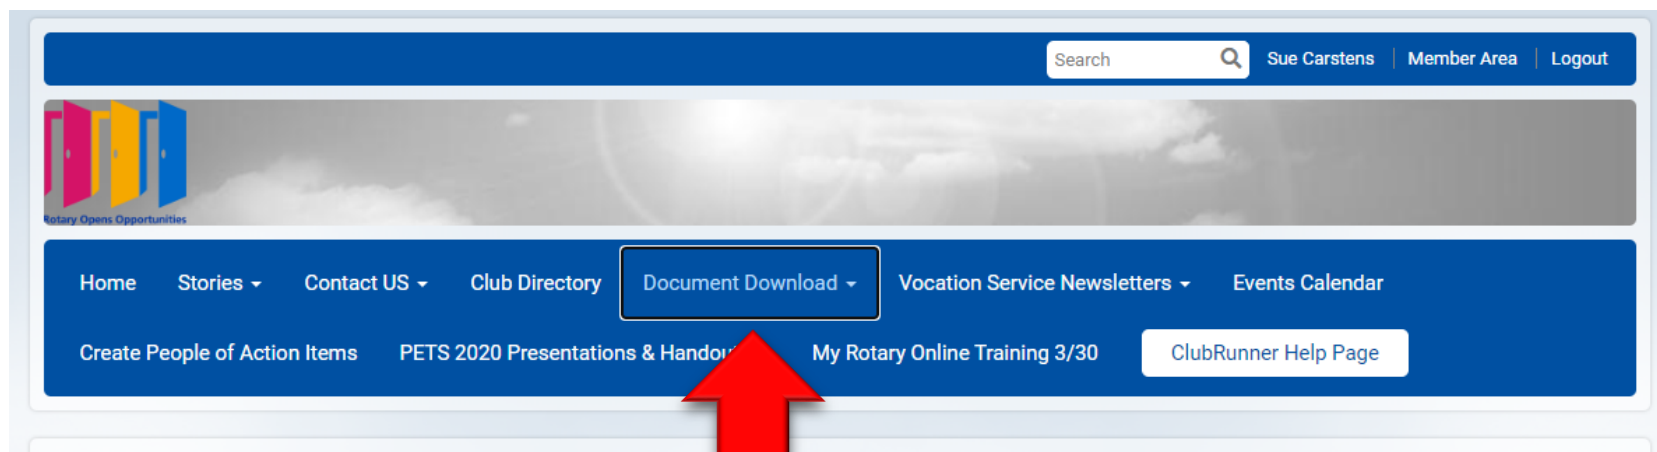 Search Sue Carstens Member Area Logout
Rotary Opens Opportunities
Home Stories Contact US Club Directory Document Download Vocation Service Newsletters Events Calendar
Create People of Action Items PETS 2020 Presentations & My Rotary Online Training 3/30 ClubRunner Help Page